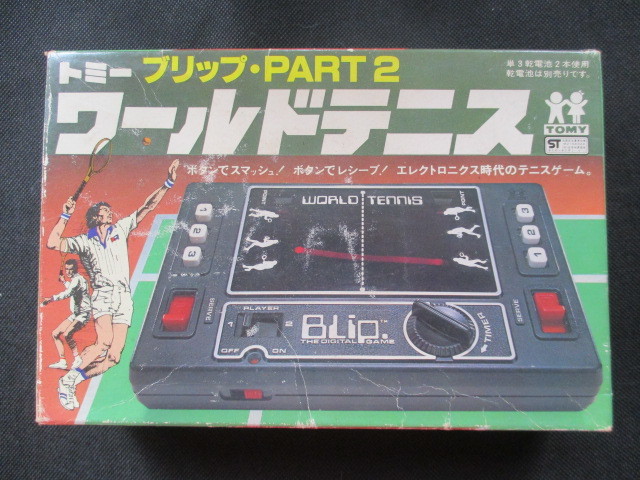 トミー ブリップ・PART 2
ワールドテニス
単3乾電池2本使用
乾電池は別売りです。
TOMY
ST
ボタンでスマッシュ! ボタンでレシーブ! エレクトロニクス時代のテニスゲーム。
WORLD TENNIS
POINT
3
2
1
3
2
1
SERVE
SERVE
PLAYER
I
II
OFF
ON
Blip
THE DIGITAL GAME
TIMER